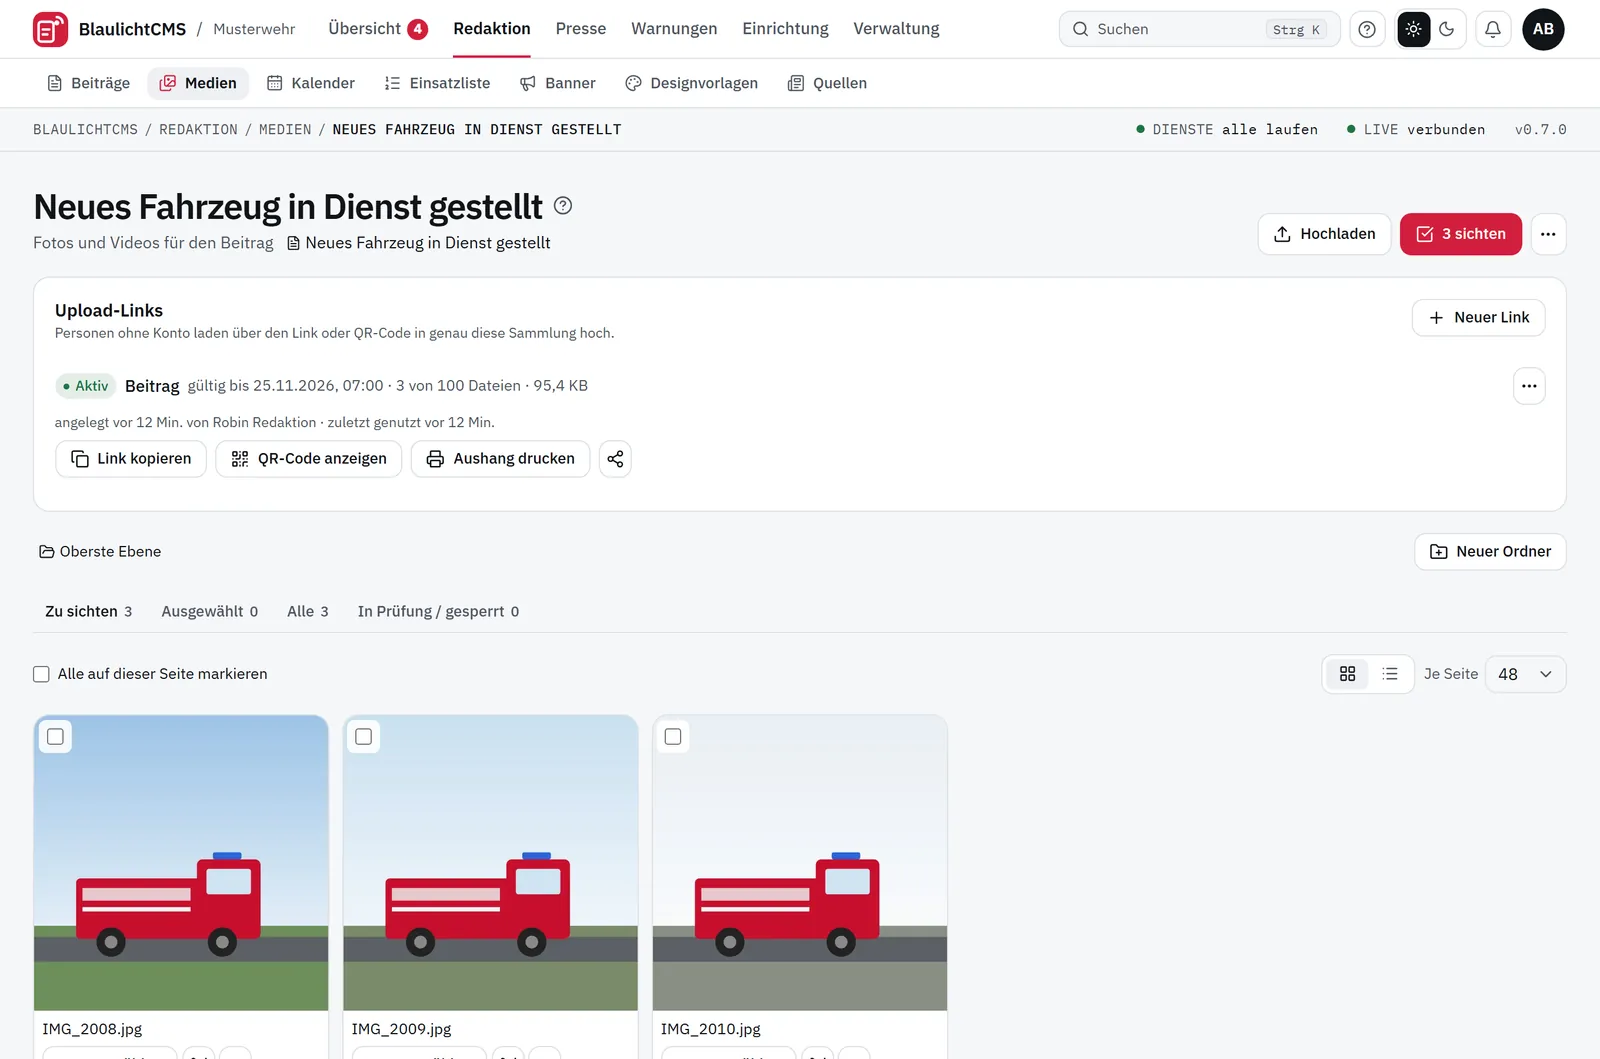 BlaulichtCMS / Musterwehr
Übersicht 4
Redaktion
Presse
Warnungen
Einrichtung
Verwaltung
Suchen
Strg K
AB
Beiträge
Medien
Kalender
Einsatzliste
Banner
Designvorlagen
Quellen
BLAULICHTCMS / REDAKTION / MEDIEN / NEUES FAHRZEUG IN DIENST GESTELLT
DIENSTE alle laufen
LIVE verbunden
v0.7.0
Neues Fahrzeug in Dienst gestellt
Fotos und Videos für den Beitrag Neues Fahrzeug in Dienst gestellt
Hochladen
3 sichten
Upload-Links
Personen ohne Konto laden über den Link oder QR-Code in genau diese Sammlung hoch.
Neuer Link
Aktiv Beitrag gültig bis 25.11.2026, 07:00 · 3 von 100 Dateien · 95,4 KB
angelegt vor 12 Min. von Robin Redaktion · zuletzt genutzt vor 12 Min.
Link kopieren
QR-Code anzeigen
Aushang drucken
Oberste Ebene
Neuer Ordner
Zu sichten 3
Ausgewählt 0
Alle 3
In Prüfung / gesperrt 0
Alle auf dieser Seite markieren
Je Seite 48
IMG_2008.jpg
IMG_2009.jpg
IMG_2010.jpg